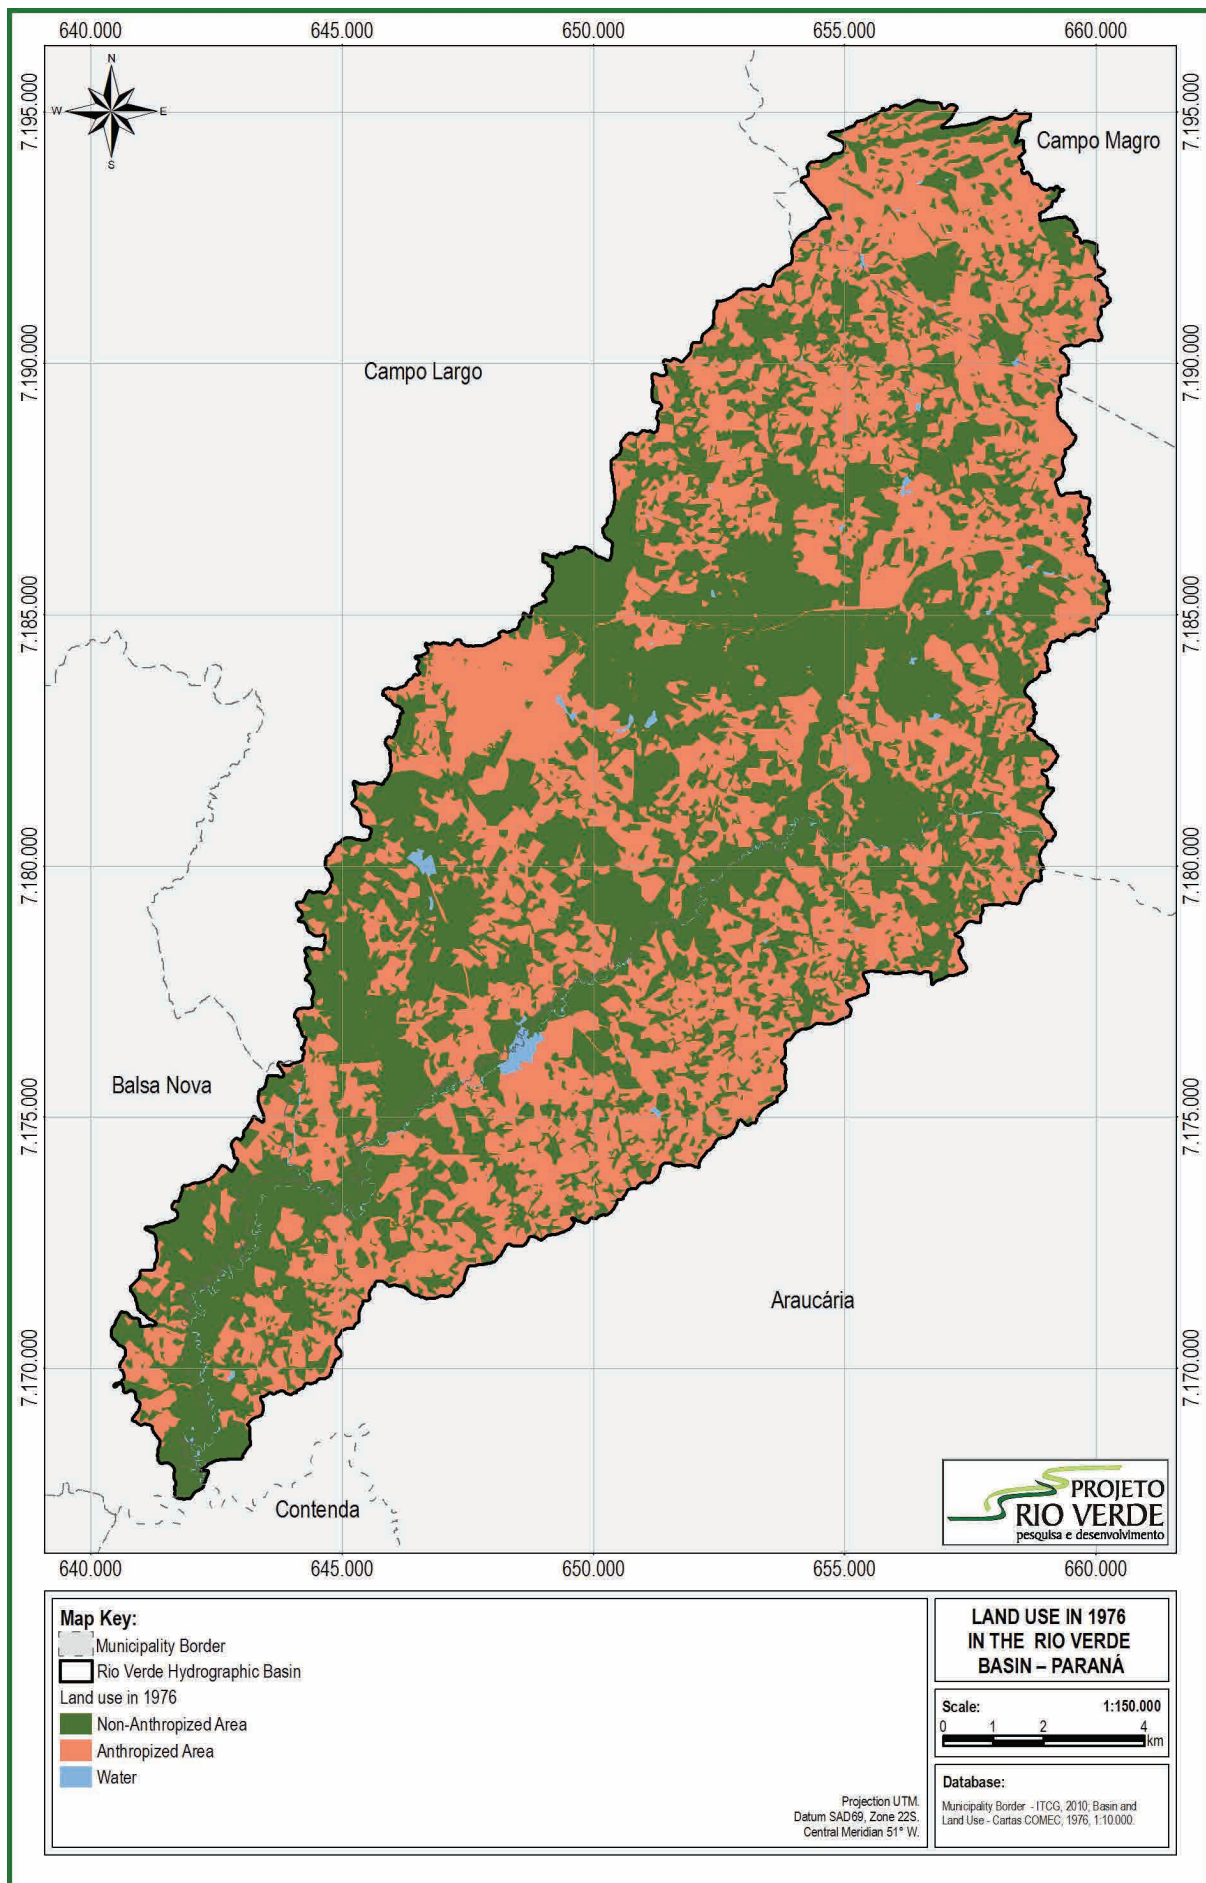 640.000 645.000 650.000 655.000 660.000
N
W E
S
7.195.000 7.195.000
Campo Magro
7.190.000 7.190.000
Campo Largo
7.185.000 7.185.000
7.180.000 7.180.000
Balsa Nova
7.175.000 7.175.000
Araucária
7.170.000 7.170.000
Contenda
PROJETO
RIO VERDE
pesquisa e desenvolvimento
640.000 645.000 650.000 655.000 660.000
Map Key:
Municipality Border
Rio Verde Hydrographic Basin
Land use in 1976
Non-Anthropized Area
Anthropized Area
Water
Projection UTM.
Datum SAD69, Zone 22S.
Central Meridian 51° W.
LAND USE IN 1976
IN THE RIO VERDE
BASIN – PARANÁ
Scale: 1:150.000
0 1 2 4
km
Database:
Municipality Border - ITCG, 2010; Basin and
Land Use - Cartas COMEC, 1976, 1:10.000.